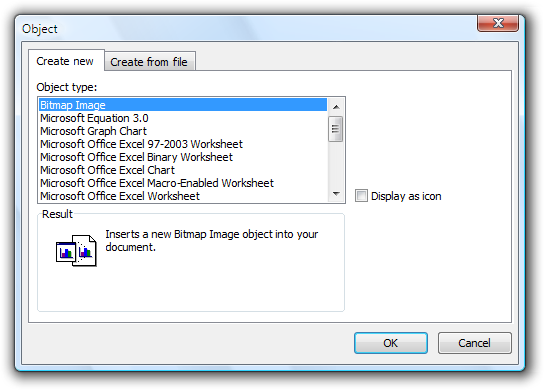 Object
Create new
Create from file
Object type:
Bitmap Image
Microsoft Equation 3.0
Microsoft Graph Chart
Microsoft Office Excel 97-2003 Worksheet
Microsoft Office Excel Binary Worksheet
Microsoft Office Excel Chart
Microsoft Office Excel Macro-Enabled Worksheet
Microsoft Office Excel Worksheet
Display as icon
Result
Inserts a new Bitmap Image object into your
document.
OK
Cancel